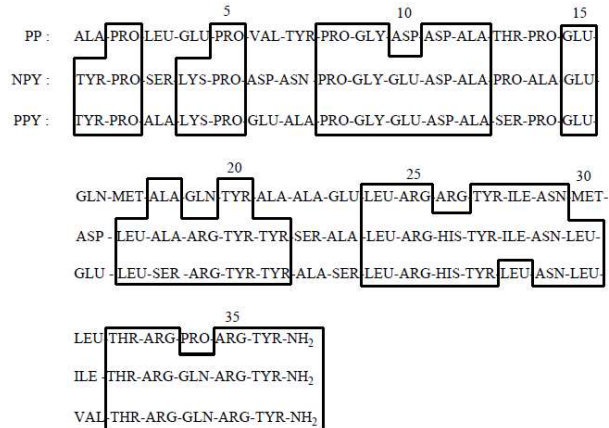 5 10 15
PP : ALA-PRO-LEU-GLU-PRO-VAL-TYR-PRO-GLY-ASP-ASP-ALA-THR-PRO-GLU-
NPY : TYR-PRO-SER-LYS-PRO-ASP-ASN-PRO-GLY-GLU-ASP-ALA-PRO-ALA-GLU-
PPY : TYR-PRO-ALA-LYS-PRO-GLU-ALA-PRO-GLY-GLU-ASP-ALA-SER-PRO-GLU-
20 25 30
GLN-MET-ALA-GLN-TYR-ALA-ALA-GLU-LEU-ARG-ARG-TYR-ILE-ASN-MET-
ASP -LEU-ALA-ARG-TYR-TYR-SER-ALA-LEU-ARG-HIS-TYR-ILE-ASN-LEU-
GLU -LEU-SER -ARG-TYR-TYR-ALA-SER-LEU-ARG-HIS-TYR-LEU-ASN-LEU-
35
LEU-THR-ARG-PRO-ARG-TYR-NH2
ILE -THR-ARG-GLN-ARG-TYR-NH2
VAL-THR-ARG-GLN-ARG-TYR-NH2